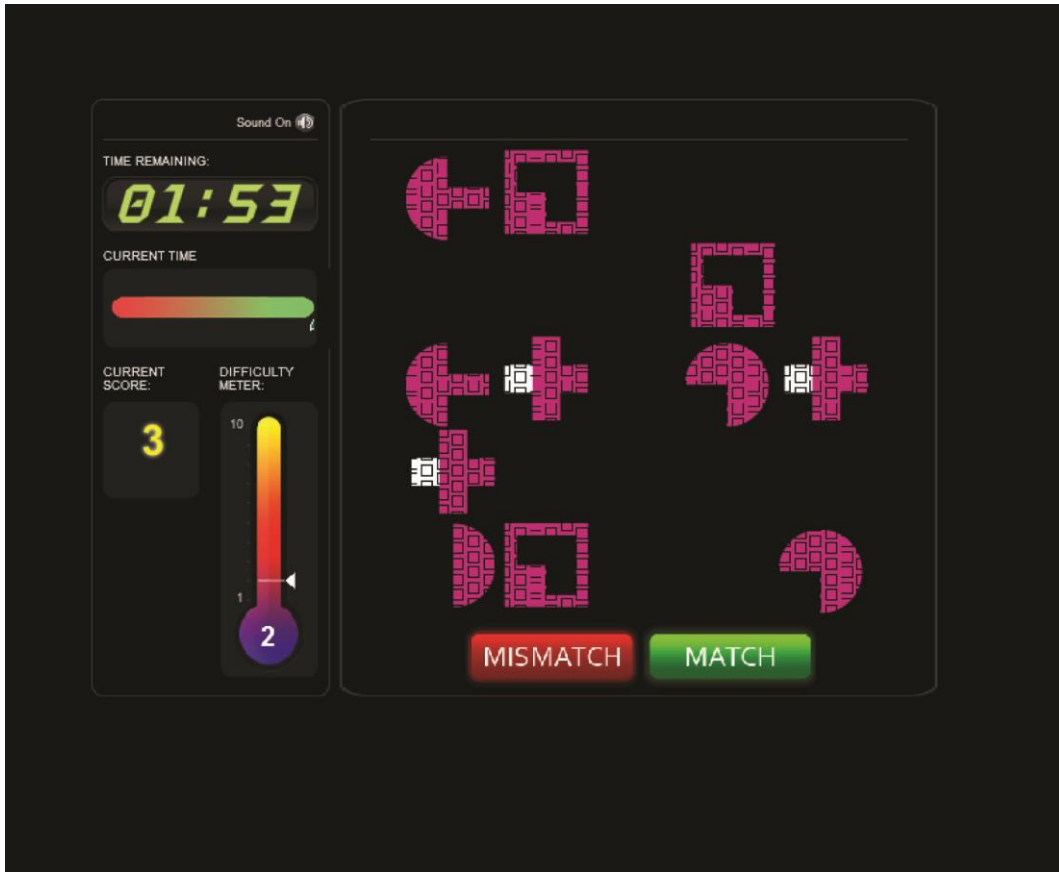 Sound On
TIME REMAINING:
01:53
CURRENT TIME
CURRENT
SCORE:
DIFFICULTY
METER:
3
10
1
2
MISMATCH
MATCH